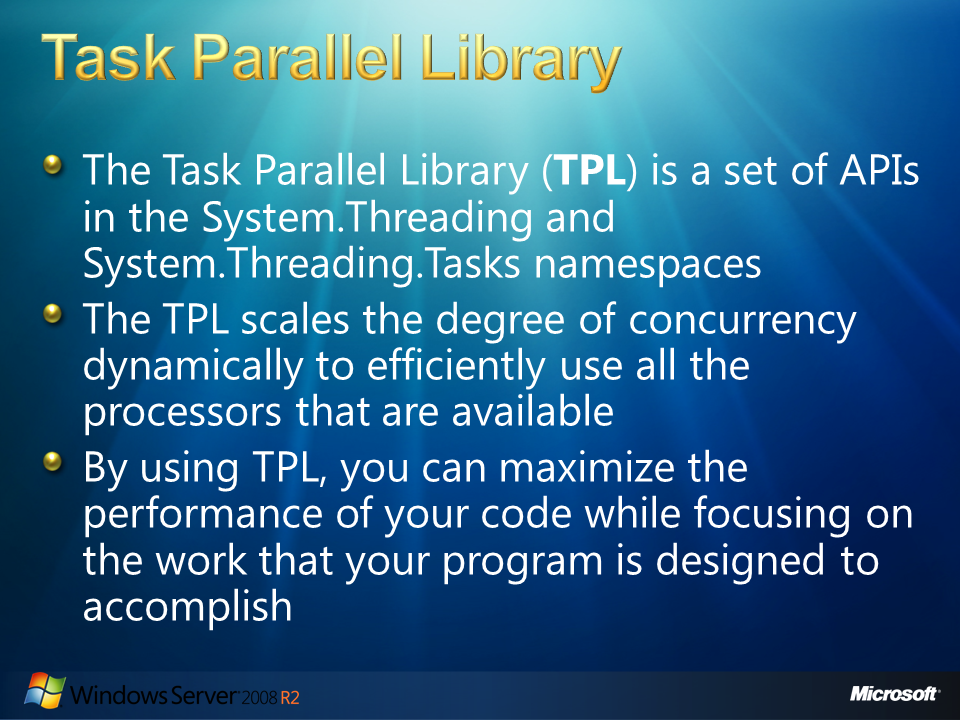 Task Parallel Library
The Task Parallel Library (TPL) is a set of APIs
in the System.Threading and
System.Threading.Tasks namespaces
The TPL scales the degree of concurrency
dynamically to efficiently use all the
processors that are available
By using TPL, you can maximize the
performance of your code while focusing on
the work that your program is designed to
accomplish
Windows Server 2008 R2
Microsoft®